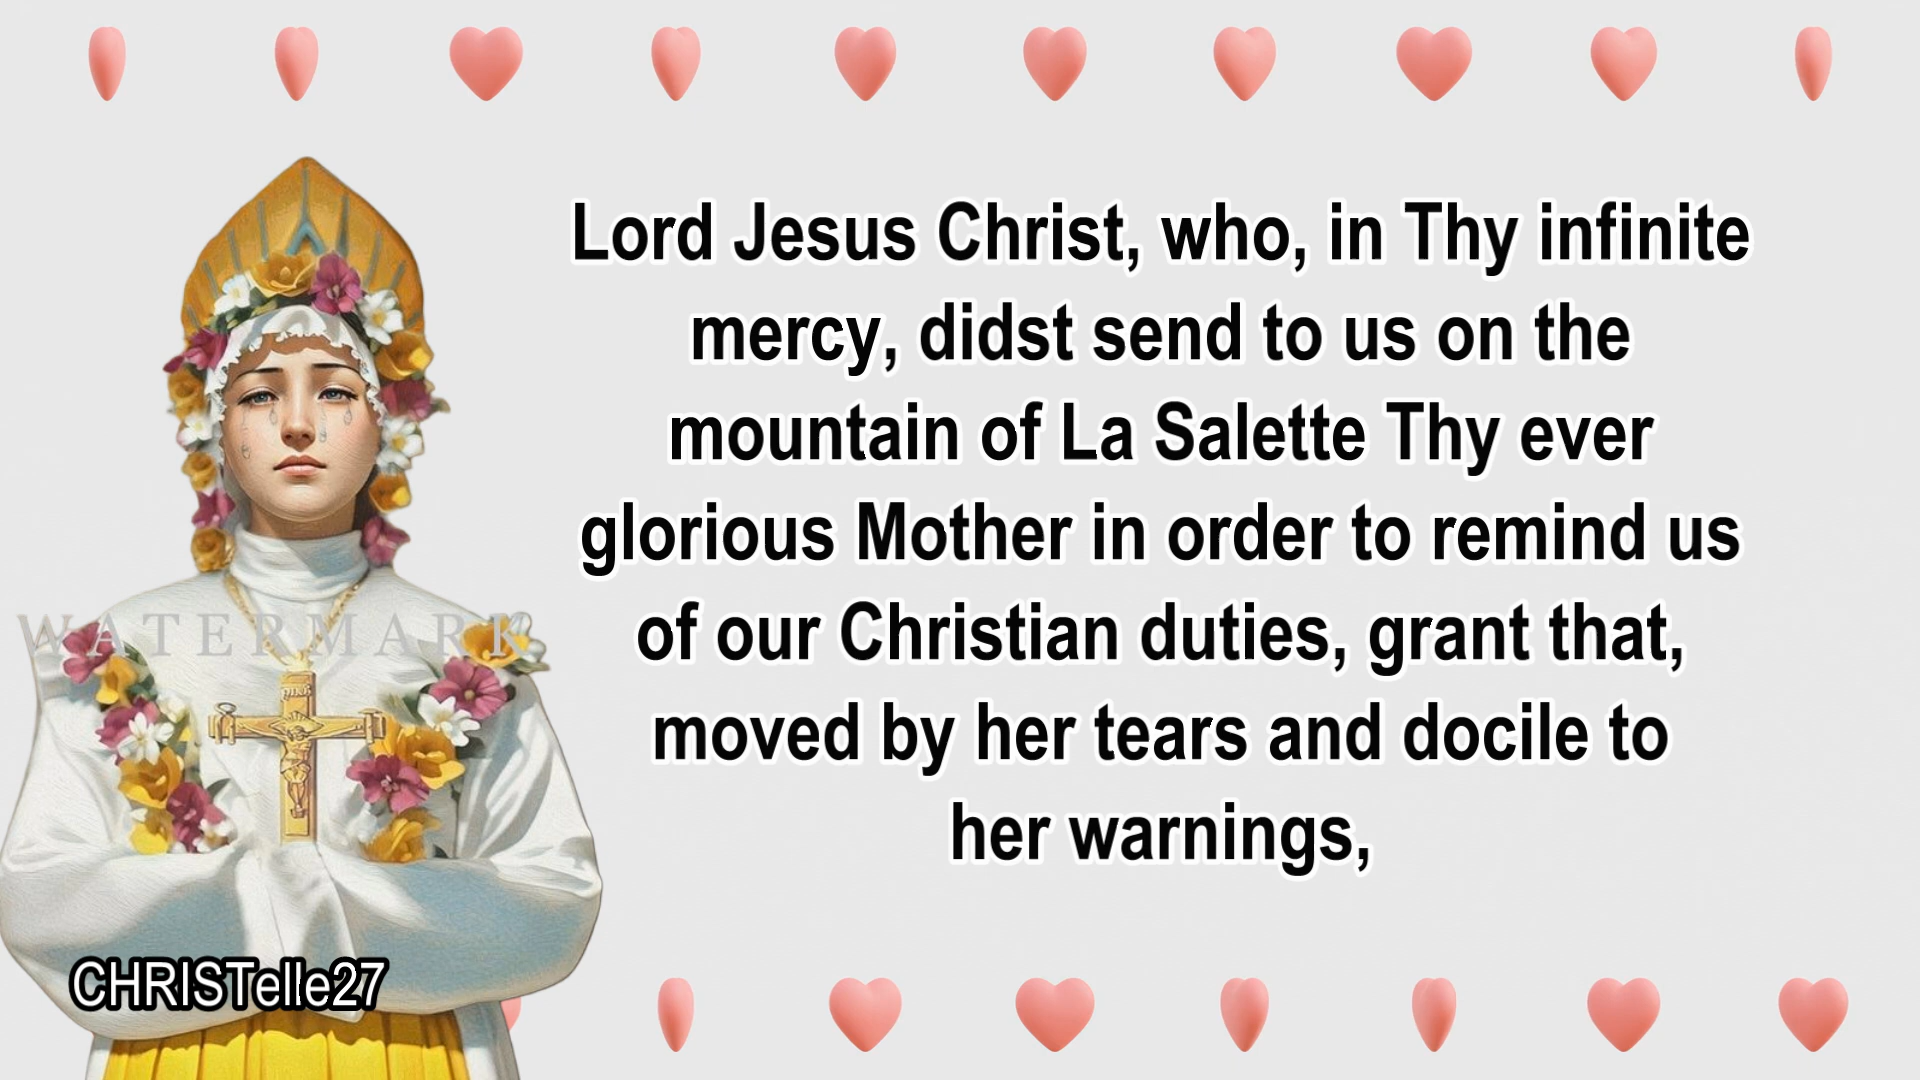 Lord Jesus Christ, who, in Thy infinite
mercy, didst send to us on the
mountain of La Salette Thy ever
glorious Mother in order to remind us
of our Christian duties, grant that,
moved by her tears and docile to
her warnings,
WATERMARK
CHRISTelle27